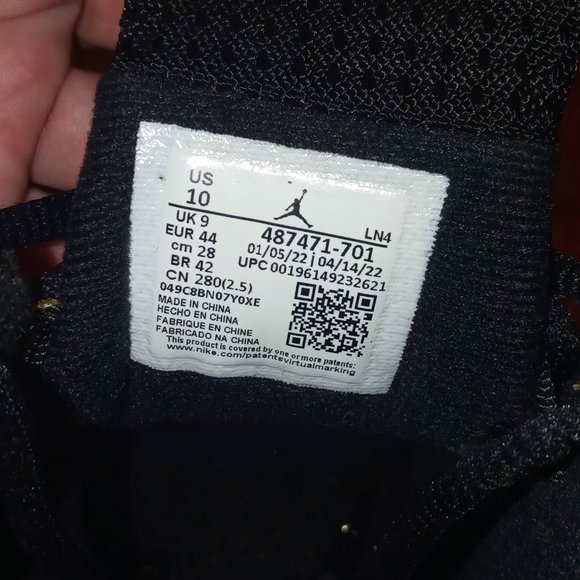 US
10
UK 9
EUR 44
cm 28
BR 42
CN 280(2.5)
049C8BN07Y0XE
LN4
487471-701
01/05/22 | 04/14/22
UPC 00196149232621
MADE IN CHINA
HECHO EN CHINA
FABRIQUE EN CHINE
FABRICADO NA CHINA
This product is covered by one or more patents:
www.nike.com/patentsvirtualmarking